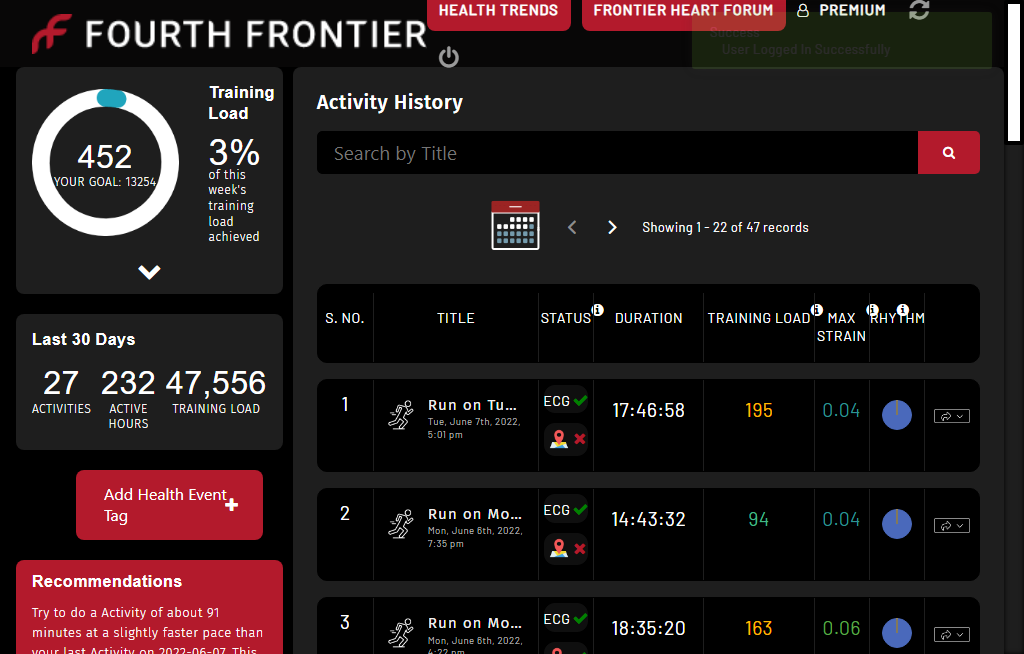 FOURTH FRONTIER
HEALTH TRENDS
FRONTIER HEART FORUM
PREMIUM
Success
User Logged In Successfully
452
YOUR GOAL: 13254
Training
Load
3%
of this
week's
training
load
achieved
Last 30 Days
27 232 47,556
ACTIVITIES ACTIVE HOURS TRAINING LOAD
Add Health Event
Tag
Recommendations
Try to do a Activity of about 91
minutes at a slightly faster pace than
your last Activity on 2022-06-07. This
Activity History
Search by Title
Showing 1 - 22 of 47 records
S. NO. TITLE STATUS DURATION TRAINING LOAD MAX STRAIN RHYTHM
1 Run on Tu... ECG 17:46:58 195 0.04
Tue, June 7th, 2022,
5:01 pm
2 Run on Mo... ECG 14:43:32 94 0.04
Mon, June 6th, 2022,
7:35 pm
3 Run on Mo... ECG 18:35:20 163 0.06
Mon, June 6th, 2022,
4:22 pm